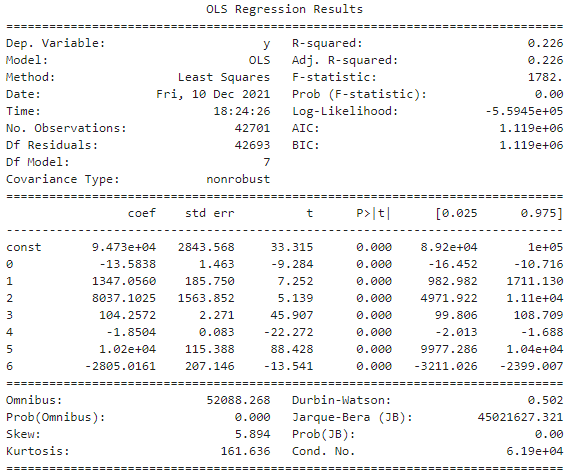 OLS Regression Results
==============================================================================
Dep. Variable: y R-squared: 0.226
Model: OLS Adj. R-squared: 0.226
Method: Least Squares F-statistic: 1782.
Date: Fri, 10 Dec 2021 Prob (F-statistic): 0.00
Time: 18:24:26 Log-Likelihood: -5.5945e+05
No. Observations: 42701 AIC: 1.119e+06
Df Residuals: 42693 BIC: 1.119e+06
Df Model: 7
Covariance Type: nonrobust
==============================================================================
coef std err t P>|t| [0.025 0.975]
------------------------------------------------------------------------------
const 9.473e+04 2843.568 33.315 0.000 8.92e+04 1e+05
0 -13.5838 1.463 -9.284 0.000 -16.452 -10.716
1 1347.0560 185.750 7.252 0.000 982.982 1711.130
2 8037.1025 1563.852 5.139 0.000 4971.922 1.11e+04
3 104.2572 2.271 45.907 0.000 99.806 108.709
4 -1.8504 0.083 -22.272 0.000 -2.013 -1.688
5 1.02e+04 115.388 88.428 0.000 9977.286 1.04e+04
6 -2805.0161 207.146 -13.541 0.000 -3211.026 -2399.007
==============================================================================
Omnibus: 52088.268 Durbin-Watson: 0.502
Prob(Omnibus): 0.000 Jarque-Bera (JB): 45021627.321
Skew: 5.894 Prob(JB): 0.00
Kurtosis: 161.636 Cond. No. 6.19e+04
==============================================================================